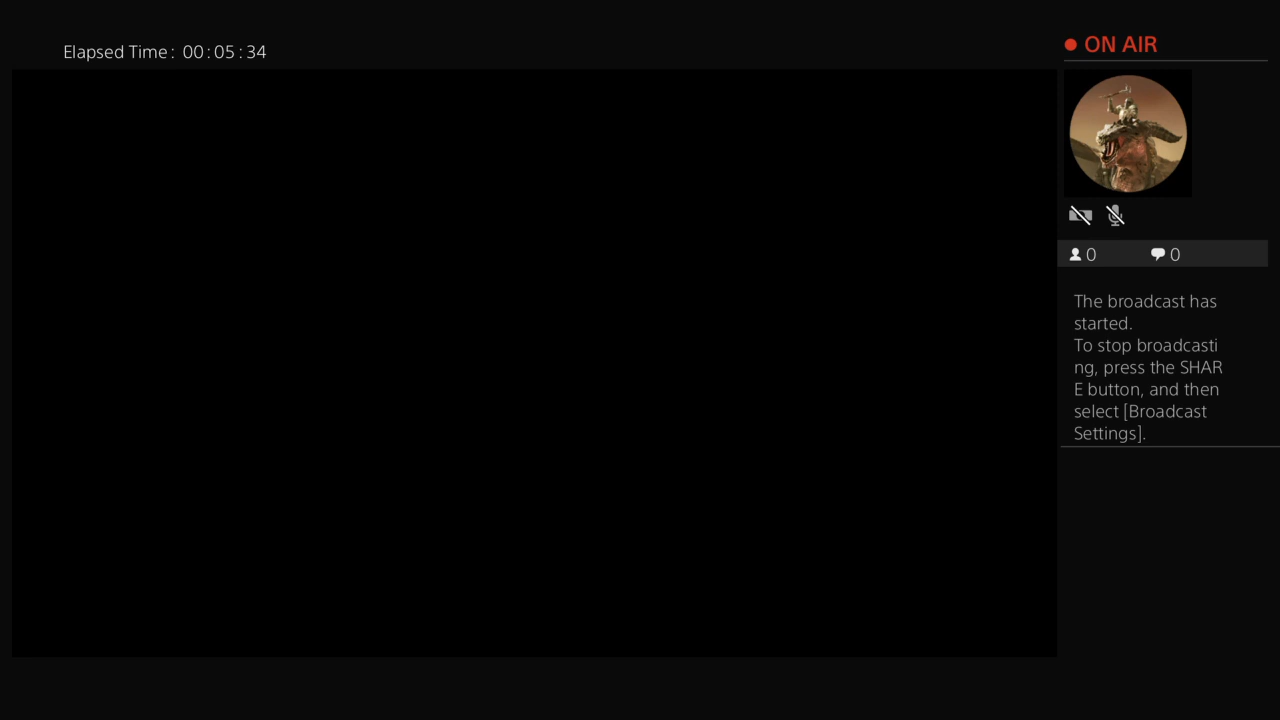 Elapsed Time: 00:05:34
ON AIR
0 0
The broadcast has
started.
To stop broadcasti
ng, press the SHAR
E button, and then
select [Broadcast
Settings].